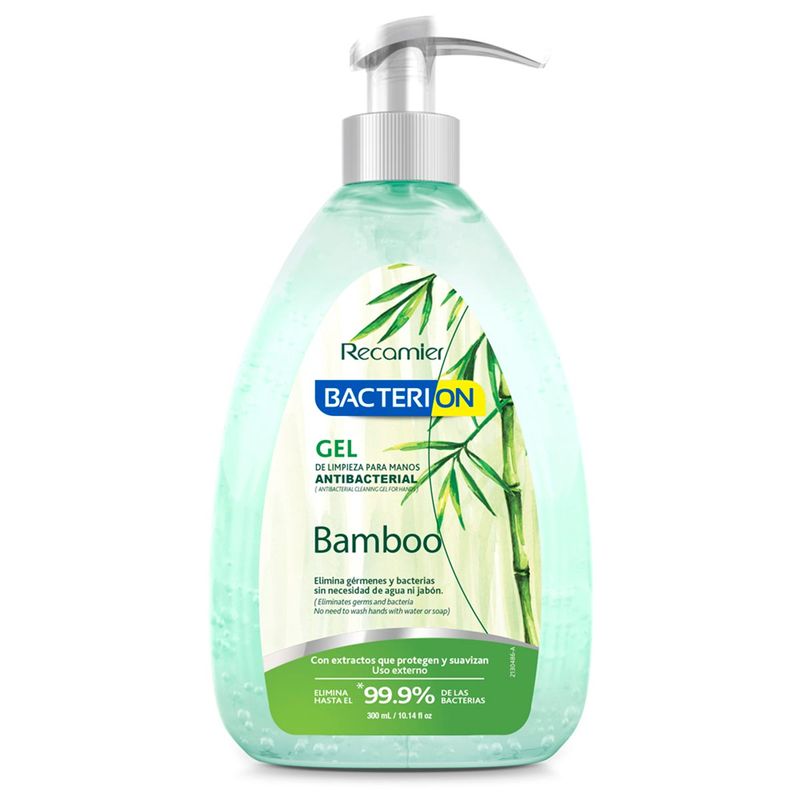 Recamier
BACTERION
GEL
DE LIMPIEZA PARA MANOS
ANTIBACTERIAL
( ANTIBACTERIAL CLEANING GEL FOR HANDS )
Bamboo
Elimina gérmenes y bacterias
sin necesidad de agua ni jabón.
( Eliminates germs and bacteria
No need to wash hands with water or soap)
Con extractos que protegen y suavizan
Uso externo
ELIMINA
HASTA EL
*99.9%
DE LAS
BACTERIAS
300 mL / 10.14 fl oz
2130486-A